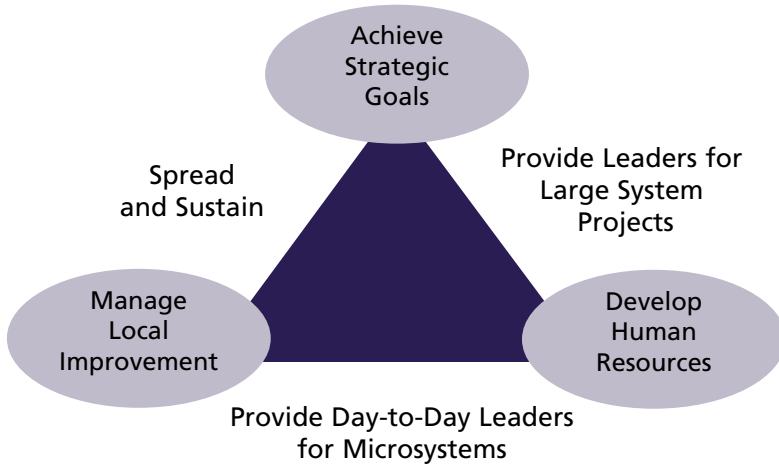 Achieve
Strategic
Goals
Spread
and Sustain
Provide Leaders for
Large System
Projects
Manage
Local
Improvement
Develop
Human
Resources
Provide Day-to-Day Leaders
for Microsystems